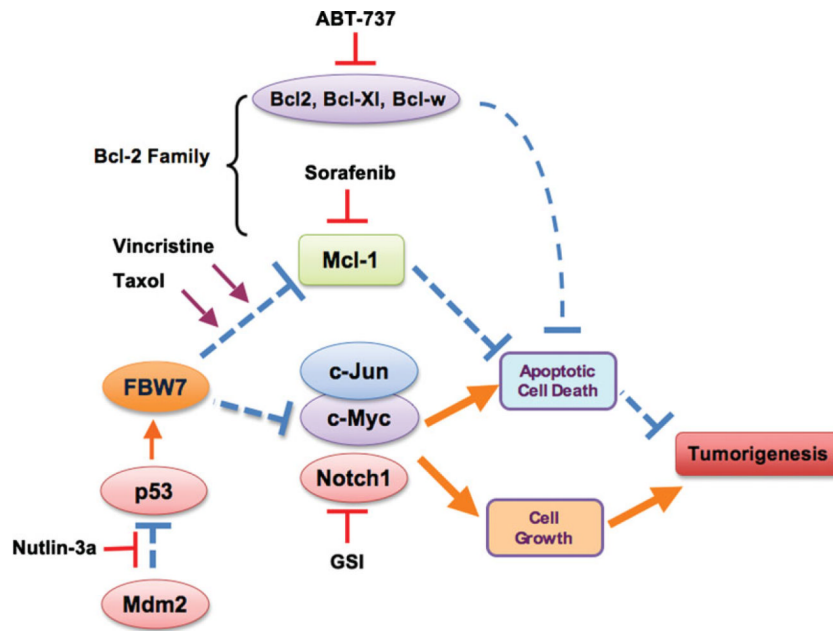 ABT-737
Bcl2, Bcl-Xl, Bcl-w
Bcl-2 Family
Sorafenib
Vincristine
Taxol
Mcl-1
FBW7
c-Jun
c-Myc
Apoptotic
Cell Death
Tumorigenesis
p53
Notch1
Cell
Growth
Nutlin-3a
GSI
Mdm2